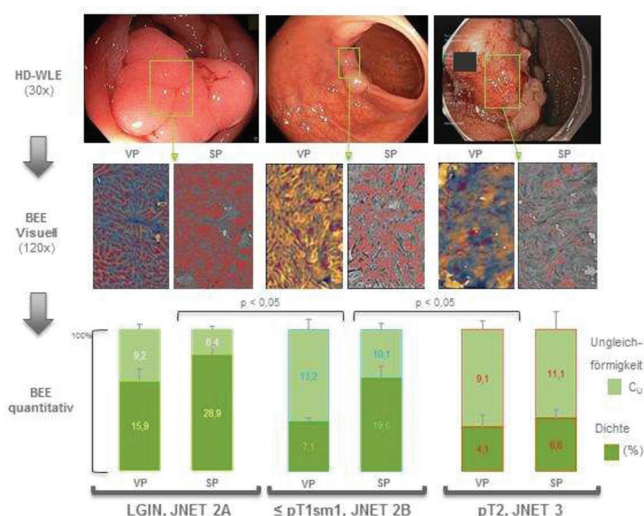 HD-WLE
(30x)
VP SP VP SP VP SP
BEE
Visuell
(120x)
p < 0,05 p < 0,05
100%
9,2 6,4 13,2 10,1 9,1 11,1
15,9 28,9 7,1 19,6 4,1 6,6
BEE
quantitativ
Ungleich-
förmigkeit
Cᵤ
Dichte
(%)
VP SP VP SP VP SP
LGIN, JNET 2A ≤ pT1sm1, JNET 2B pT2, JNET 3